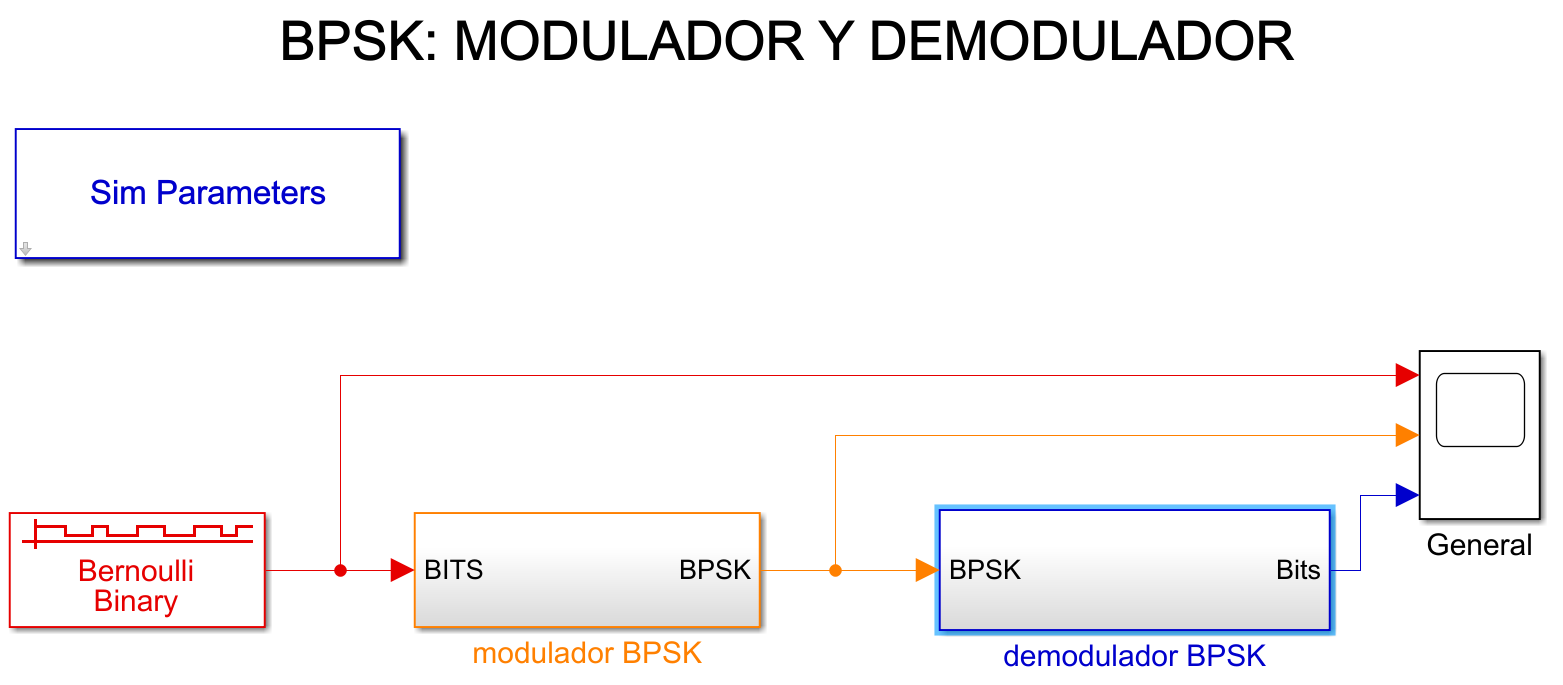 BPSK: MODULADOR Y DEMODULADOR
Sim Parameters
Bernoulli
Binary
BITS
BPSK
modulador BPSK
BPSK
Bits
demodulador BPSK
General